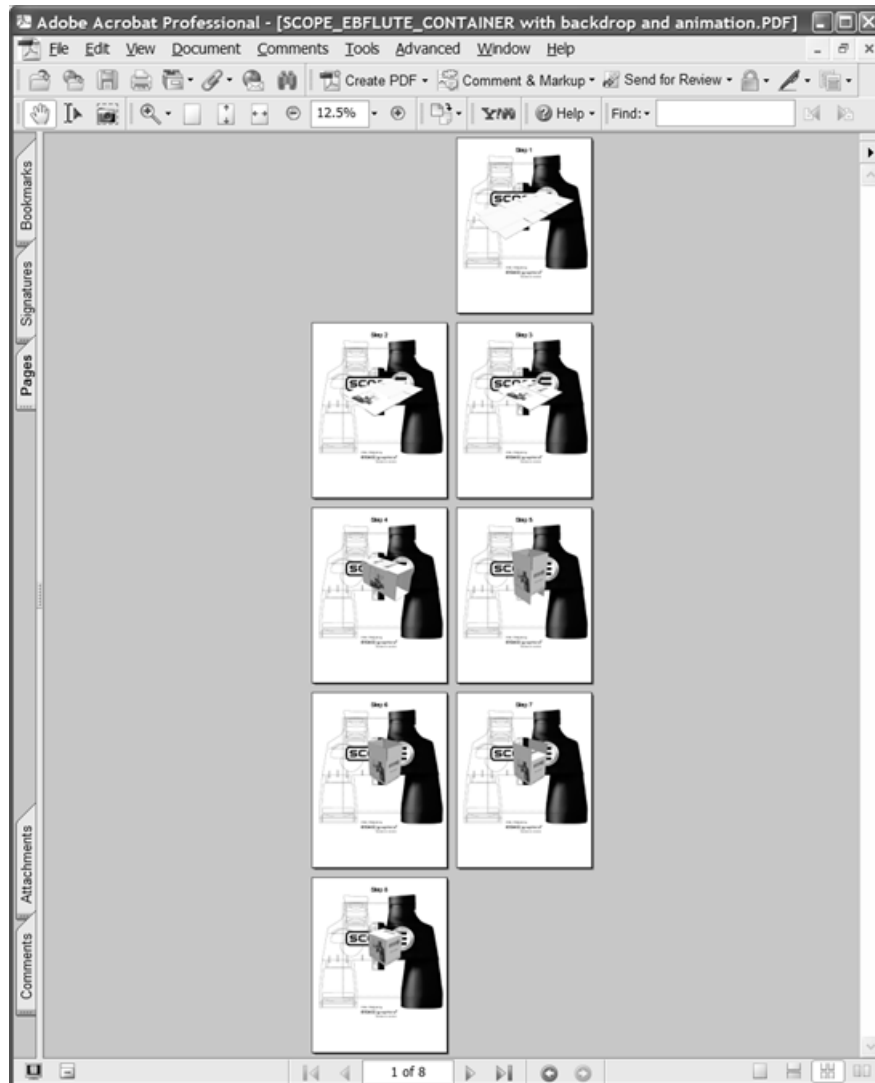 Adobe Acrobat Professional - [SCOPE_EBFLUTE_CONTAINER with backdrop and animation.PDF]
File Edit View Document Comments Tools Advanced Window Help
Create PDF Comment & Markup Send for Review
12.5% Help Find:
Bookmarks
Signatures
Pages
Attachments
Comments
Step 1
SCOPE
Step 2 Step 3
Step 4 Step 5
Step 6 Step 7
Step 8
1 of 8